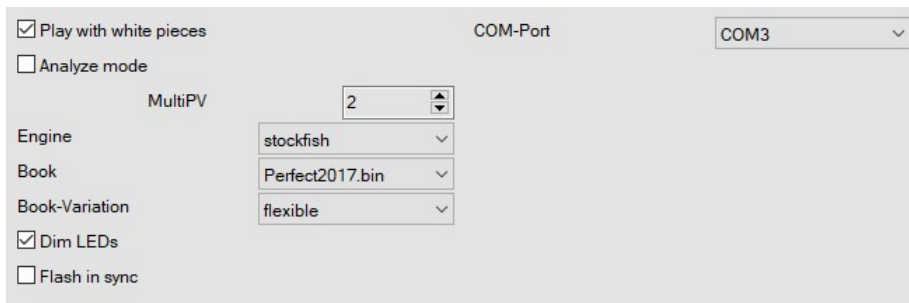 Play with white pieces COM-Port COM3
Analyze mode
MultiPV 2
Engine stockfish
Book Perfect2017.bin
Book-Variation flexible
Dim LEDs
Flash in sync